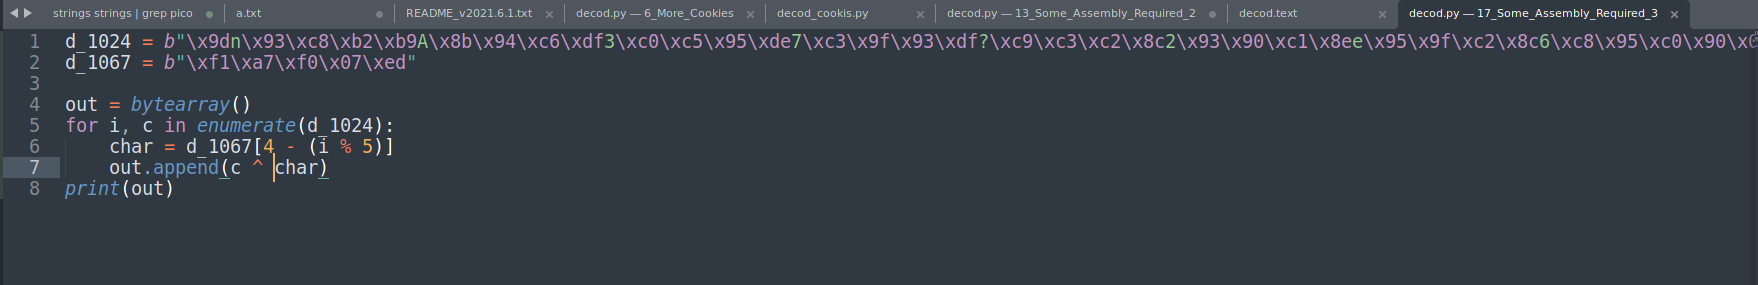 strings strings | grep pico a.txt README_v2021.6.1.txt decod.py — 6_More_Cookies decod_cookis.py decod.py — 13_Some_Assembly_Required_2 decod.text decod.py — 17_Some_Assembly_Required_3
1 d_1024 = b"\x9dn\x93\xc8\xb2\xb9A\x8b\x94\xc6\xdf3\xc0\xc5\x95\xde7\xc3\x9f\x93\xdf?\xc9\xc3\xc2\x8c2\x93\x90\xc1\x8ee\x95\x9f\xc2\x8c6\xc8\x95\xc0\x90\x
2 d_1067 = b"\xf1\xa7\xf0\x07\xed"
3
4 out = bytearray()
5 for i, c in enumerate(d_1024):
6 char = d_1067[4 - (i % 5)]
7 out.append(c ^ char)
8 print(out)